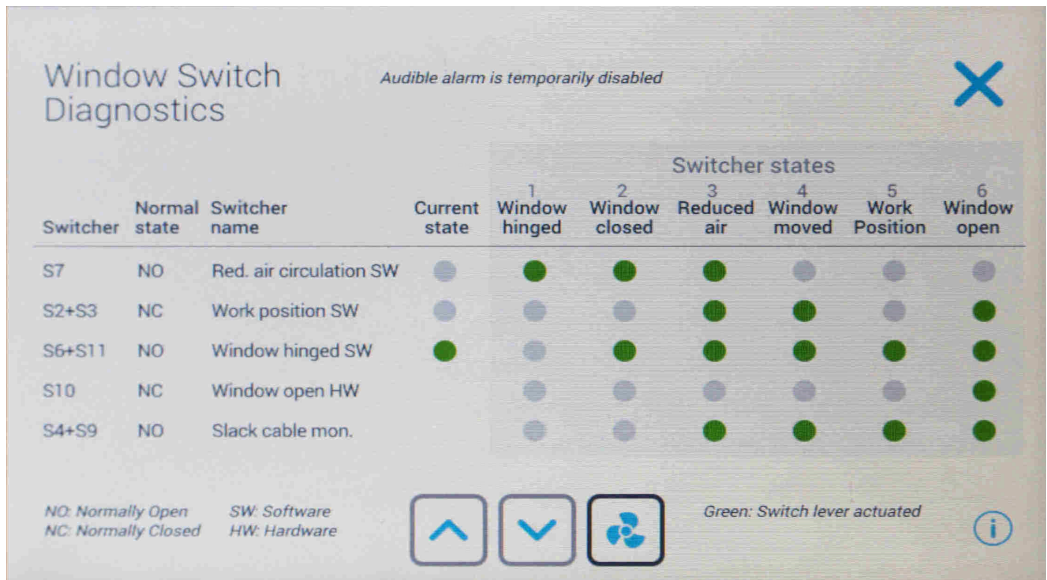 Window Switch
Diagnostics
Audible alarm is temporarily disabled
Switcher states
1 2 3 4 5 6
Switcher Normal state Switcher name Current state Window hinged Window closed Reduced air Window moved Work Position Window open
S7 NO Red. air circulation SW
S2+S3 NC Work position SW
S6+S11 NO Window hinged SW
S10 NC Window open HW
S4+S9 NO Slack cable mon.
NO: Normally Open SW: Software
NC: Normally Closed HW: Hardware
Green: Switch lever actuated